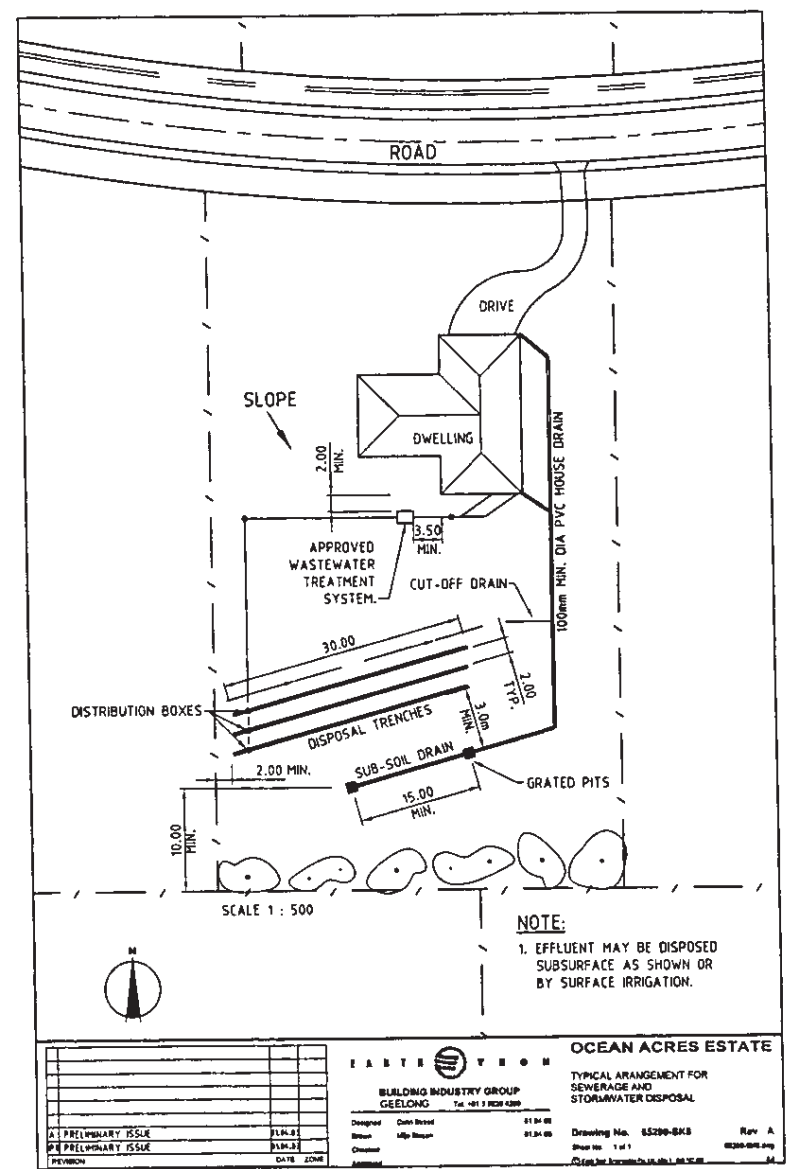 ROAD
DRIVE
SLOPE
DWELLING
2.00
MIN.
100mm MIN. DIA PVC HOUSE DRAIN
3.50
MIN.
APPROVED
WASTEWATER
TREATMENT
SYSTEM.
CUT-OFF DRAIN
30.00
2.00
TYP.
DISTRIBUTION BOXES
DISPOSAL TRENCHES
3.0m
MIN.
SUB-SOIL DRAIN
2.00 MIN.
GRATED PITS
15.00
MIN.
10.00
MIN.
SCALE 1 : 500
NOTE:
1. EFFLUENT MAY BE DISPOSED
SUBSURFACE AS SHOWN OR
BY SURFACE IRRIGATION.
N
OCEAN ACRES ESTATE
EARTH TECH
BUILDING INDUSTRY GROUP
GEELONG
TYPICAL ARANGEMENT FOR
SEWERAGE AND
STORMWATER DISPOSAL
Designed
Drawn
Checked
Approved
Drawing No. Rev A
Sheet No. 1 of 1
A PRELIMINARY ISSUE
PRELIMINARY ISSUE
REVISION DATE ZONE